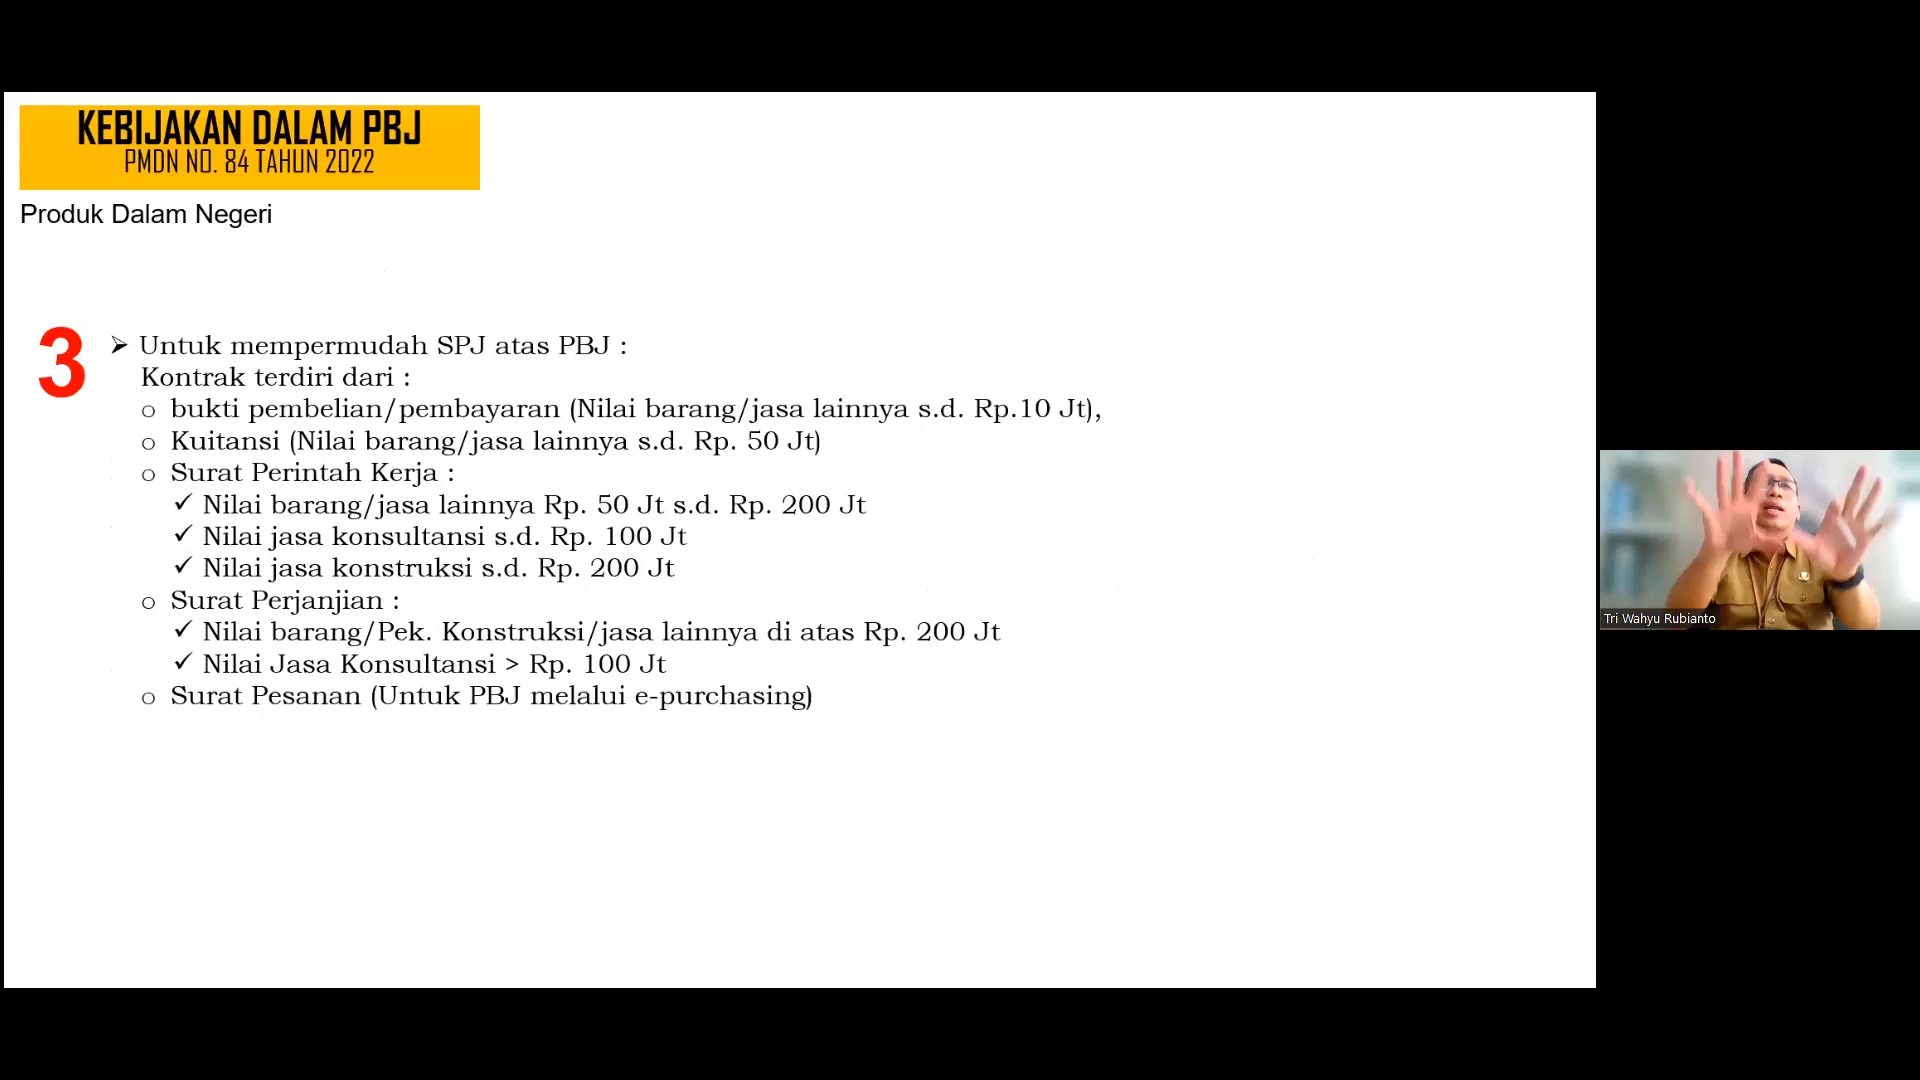 KEBIJAKAN DALAM PBJ
PMDN NO. 84 TAHUN 2022
Produk Dalam Negeri
3
➢ Untuk mempermudah SPJ atas PBJ :
Kontrak terdiri dari :
o bukti pembelian/pembayaran (Nilai barang/jasa lainnya s.d. Rp.10 Jt),
o Kuitansi (Nilai barang/jasa lainnya s.d. Rp. 50 Jt)
o Surat Perintah Kerja :
✓ Nilai barang/jasa lainnya Rp. 50 Jt s.d. Rp. 200 Jt
✓ Nilai jasa konsultansi s.d. Rp. 100 Jt
✓ Nilai jasa konstruksi s.d. Rp. 200 Jt
o Surat Perjanjian :
✓ Nilai barang/Pek. Konstruksi/jasa lainnya di atas Rp. 200 Jt
✓ Nilai Jasa Konsultansi > Rp. 100 Jt
o Surat Pesanan (Untuk PBJ melalui e-purchasing)
Tri Wahyu Rubianto